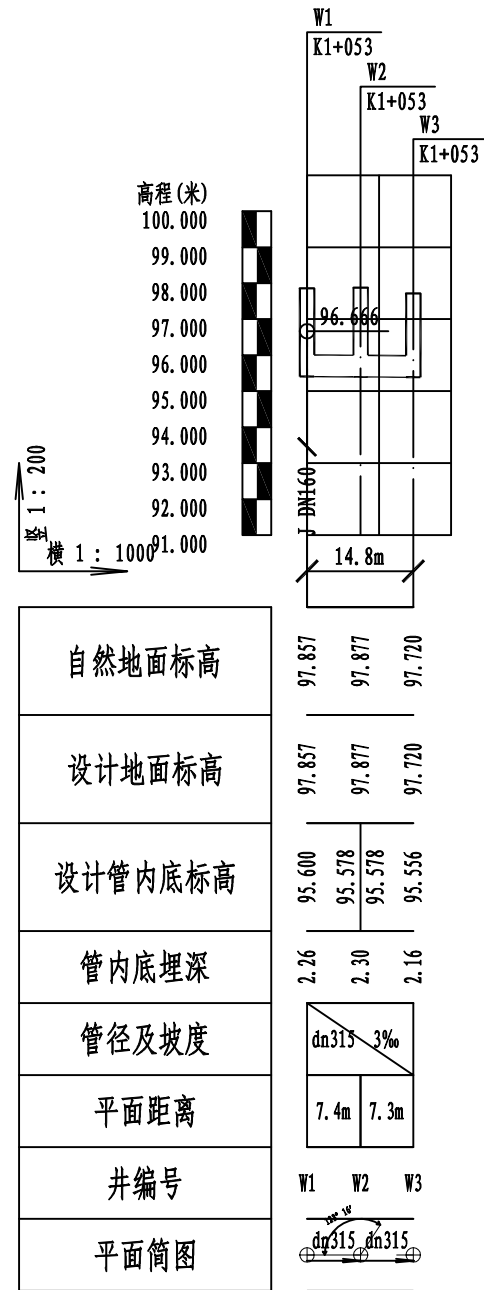 W1
K1+053
W2
K1+053
W3
K1+053
高程(米)
100.000
99.000
98.000
97.000
96.000
95.000
94.000
93.000
92.000
91.000
96.666
J DN160
竖 1: 200
横 1: 1000
14.8m
自然地面标高 97.857 97.877 97.720
设计地面标高 97.857 97.877 97.720
设计管内底标高 95.600 95.578 95.578 95.556
管内底埋深 2.26 2.30 2.16
管径及坡度 dn315 3‰
平面距离 7.4m 7.3m
井编号 W1 W2 W3
平面简图 dn315 dn315